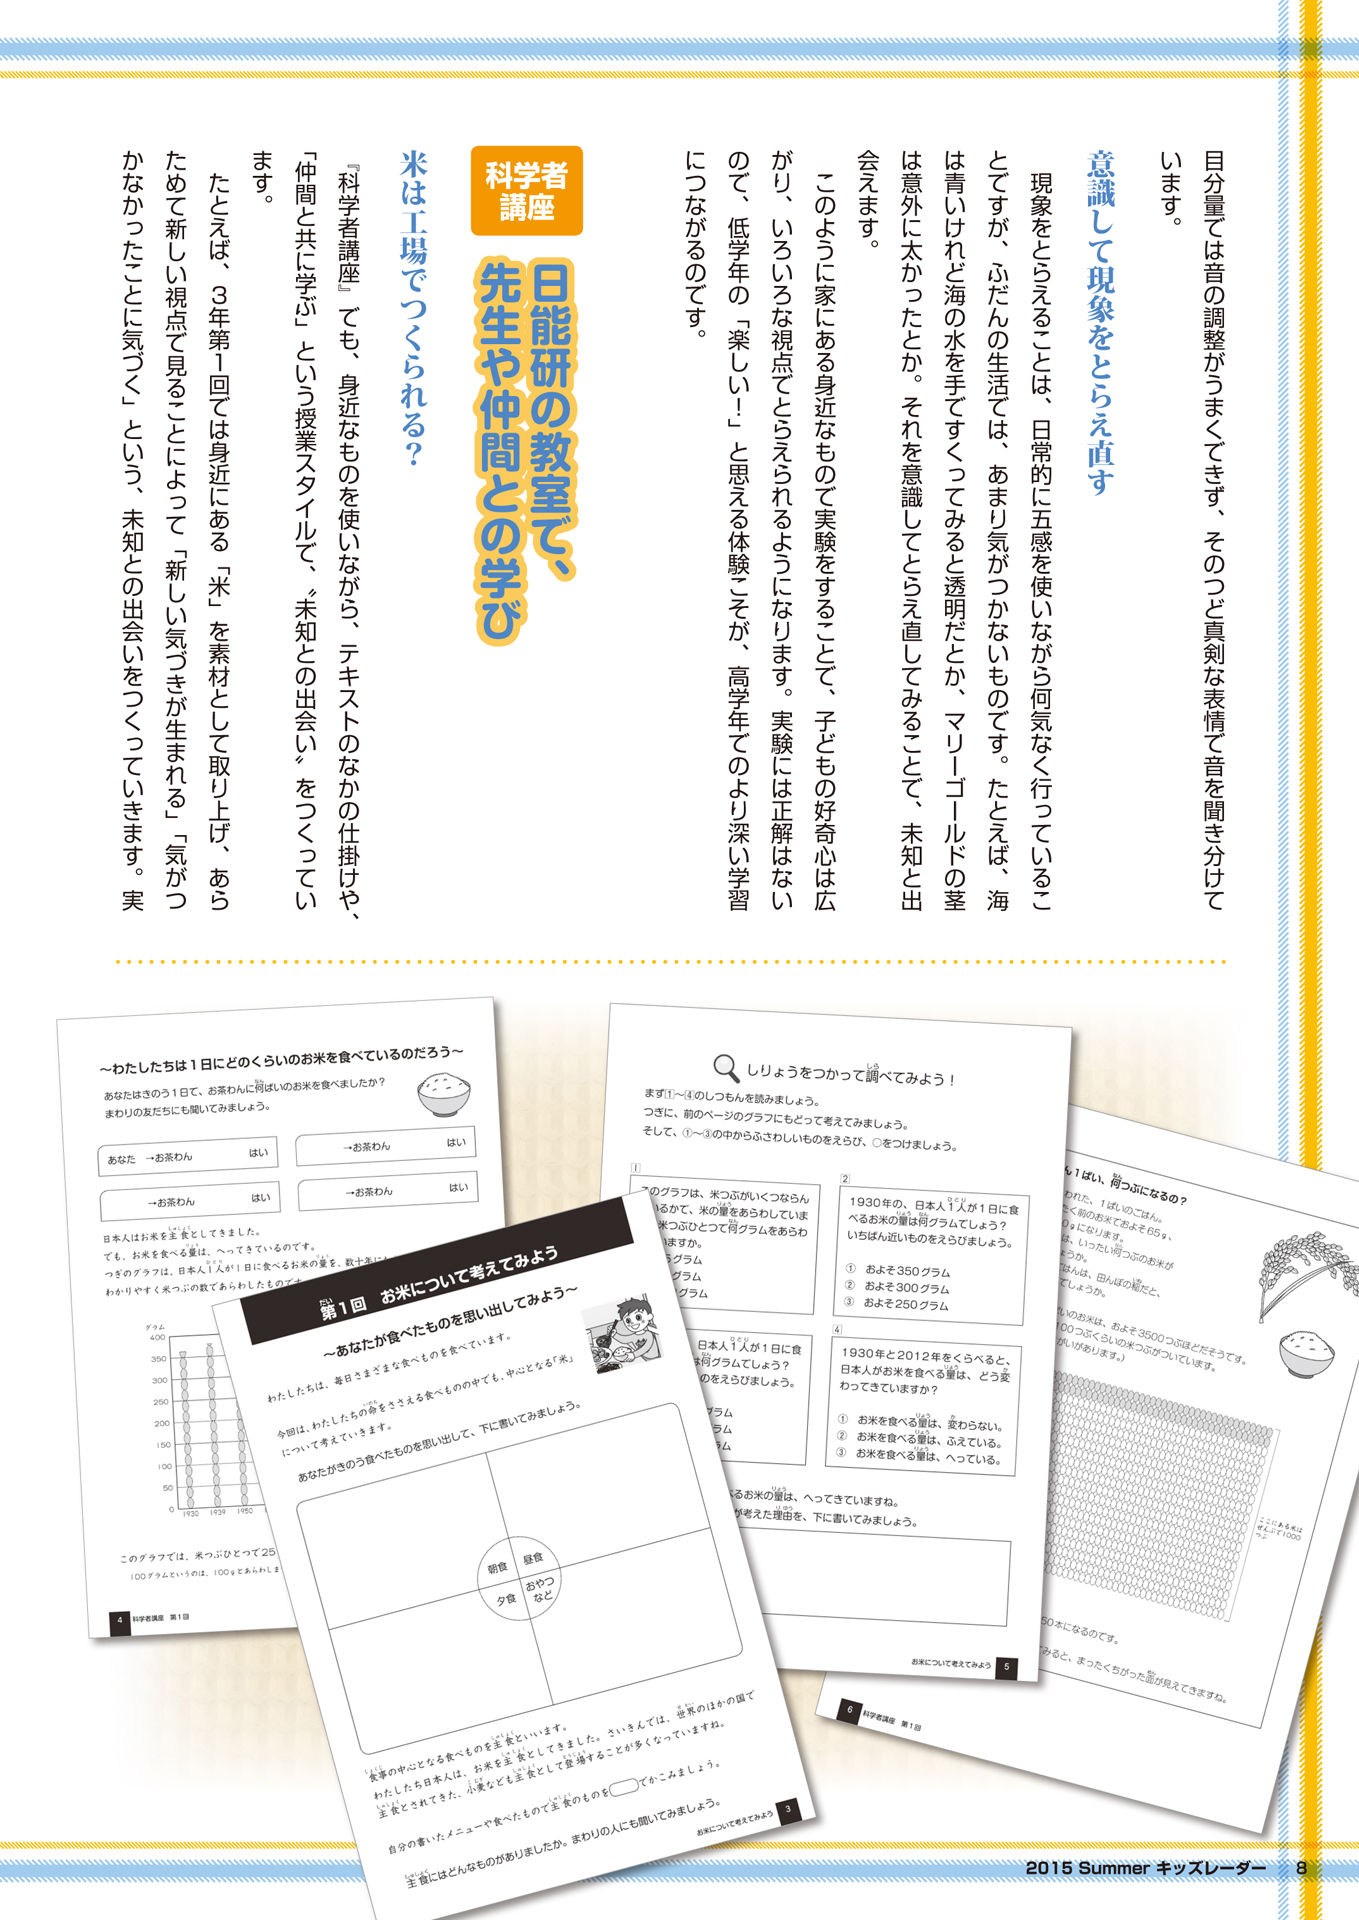 目分量では音の調整がうまくできず、そのつど真剣な表情で音を聞き分けて
います。
意識して現象をとらえ直す
現象をとらえることは、日常的に五感を使いながら何気なく行っているこ
とですが、ふだんの生活では、あまり気がつかないものです。たとえば、海
は青いけれど海の水を手ですくってみると透明だとか、マリーゴールドの茎
は意外に太かったとか。それを意識してとらえ直してみることで、未知と出
会えます。
このように家にある身近なもので実験をすることで、子どもの好奇心は広
がり、いろいろな視点でとらえられるようになります。実験には正解はない
ので、低学年の「楽しい！」と思える体験こそが、高学年でのより深い学習
につながるのです。
科学者
講座
日能研の教室で、
先生や仲間との学び
米は工場でつくられる？
『科学者講座』でも、身近なものを使いながら、テキストのなかの仕掛けや、
「仲間と共に学ぶ」という授業スタイルで、〝未知との出会い〟をつくってい
ます。
たとえば、３年第１回では身近にある「米」を素材として取り上げ、あら
ためて新しい視点で見ることによって「新しい気づきが生まれる」「気がつ
かなかったことに気づく」という、未知との出会いをつくっていきます。実
～わたしたちは１日にどのくらいのお米を食べているのだろう～
あなたはきのう１日で、お茶わんに何ばいのお米を食べましたか？
まわりの友だちにも聞いてみましょう。
あなた →お茶わん はい
→お茶わん はい
→お茶わん はい
→お茶わん はい
日本人はお米を主食としてきました。
でも、お米を食べる量は、へってきているのです。
つぎのグラフは、日本人１人が１日に食べるお米の量を、数十年に
わかりやすく米つぶの数であらわしたものです
グラム
400
350
300
250
200
150
100
50
0
1930 1939 1950
このグラフでは、米つぶひとつで25
100グラムというのは、100gとあらわしま
4 科学者講座 第１回
第１回 お米について考えてみよう
～あなたが食べたものを思い出してみよう～
わたしたちは、毎日さまざまな食べものを食べています。
今回は、わたしたちの命をささえる食べものの中でも、中心となる「米」
について考えていきます。
あなたがきのう食べたものを思い出して、下に書いてみましょう。
朝食 昼食
夕食 おやつなど
食事の中心となる食べものを主食といいます。
わたしたち日本人は、お米を主食としてきました。さいきんでは、世界のほかの国で
主食とされてきた、小麦なども主食として登場することが多くなっていますね。
自分の書いたメニューや食べたもので主食のものを でかこみましょう。
主食にはどんなものがありましたか。まわりの人にも聞いてみましょう。
お米について考えてみよう 3
しりょうをつかって調べてみよう！
まず①～④のしつもんを読みましょう。
つぎに、前のページのグラフにもどって考えてみましょう。
そして、①～③の中からふさわしいものをえらび、○をつけましょう。
1
このグラフは、米つぶがいくつならん
いるかで、米の量をあらわしていま
米つぶひとつで何グラムをあらわ
いますか。
グラム
グラム
グラム
2
1930年の、日本人１人が１日に食
べるお米の量は何グラムでしょう？
いちばん近いものをえらびましょう。
① およそ350グラム
② およそ300グラム
③ およそ250グラム
日本人１人が１日に食
は何グラムでしょう？
のをえらびましょう。
グラム
ラム
ラム
4
1930年と2012年をくらべると、
日本人がお米を食べる量は、どう変
わってきていますか？
① お米を食べる量は、変わらない。
② お米を食べる量は、ふえている。
③ お米を食べる量は、へっている。
るお米の量は、へってきていますね。
が考えた理由を、下に書いてみましょう。
お米について考えてみよう 5
ん１ぱい、何つぶになるの？
われた、１ぱいのごはん。
たく前のお米でおよそ65g、
gになります。
は、いったい何つぶのお米が
ょうか。
ごはんは、田んぼの稲だと、
でしょうか。
いのお米は、およそ3500つぶほどだそうです。
100つぶくらいの米つぶがついています。
がいがあります。）
ここにある米は
ぜんぶで1000
つぶ
50本になるのです。
てみると、まったくちがった面が見えてきますね。
6 科学者講座 第１回
2015 Summer キッズレーダー 8